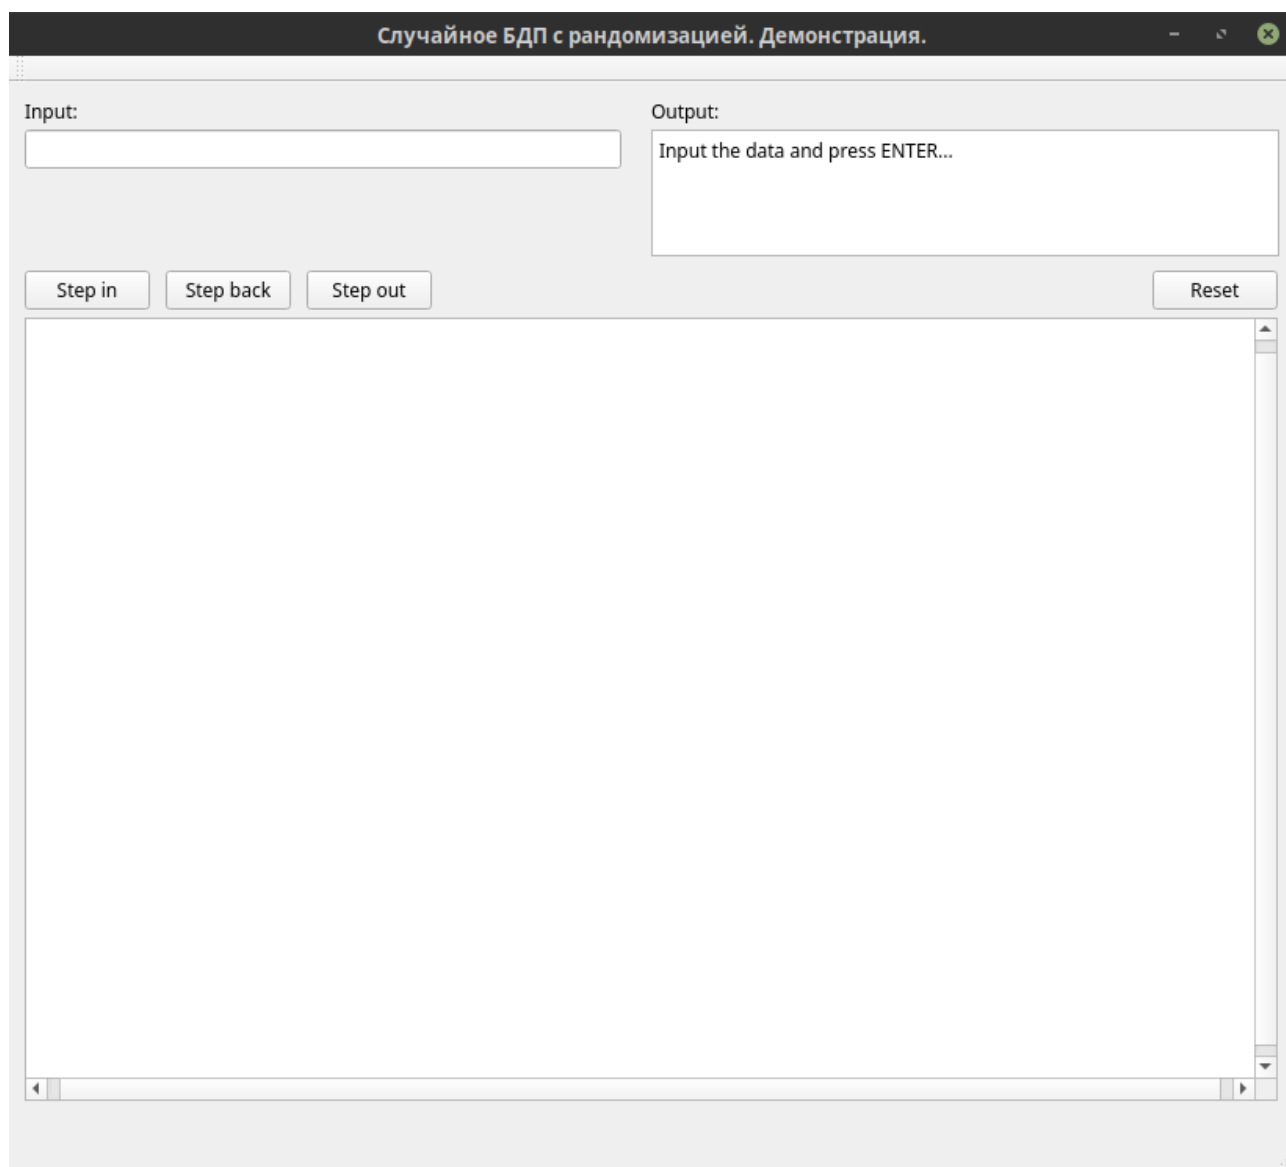 Случайное БДП с рандомизацией. Демонстрация.
Input:
Output:
Input the data and press ENTER...
Step in
Step back
Step out
Reset